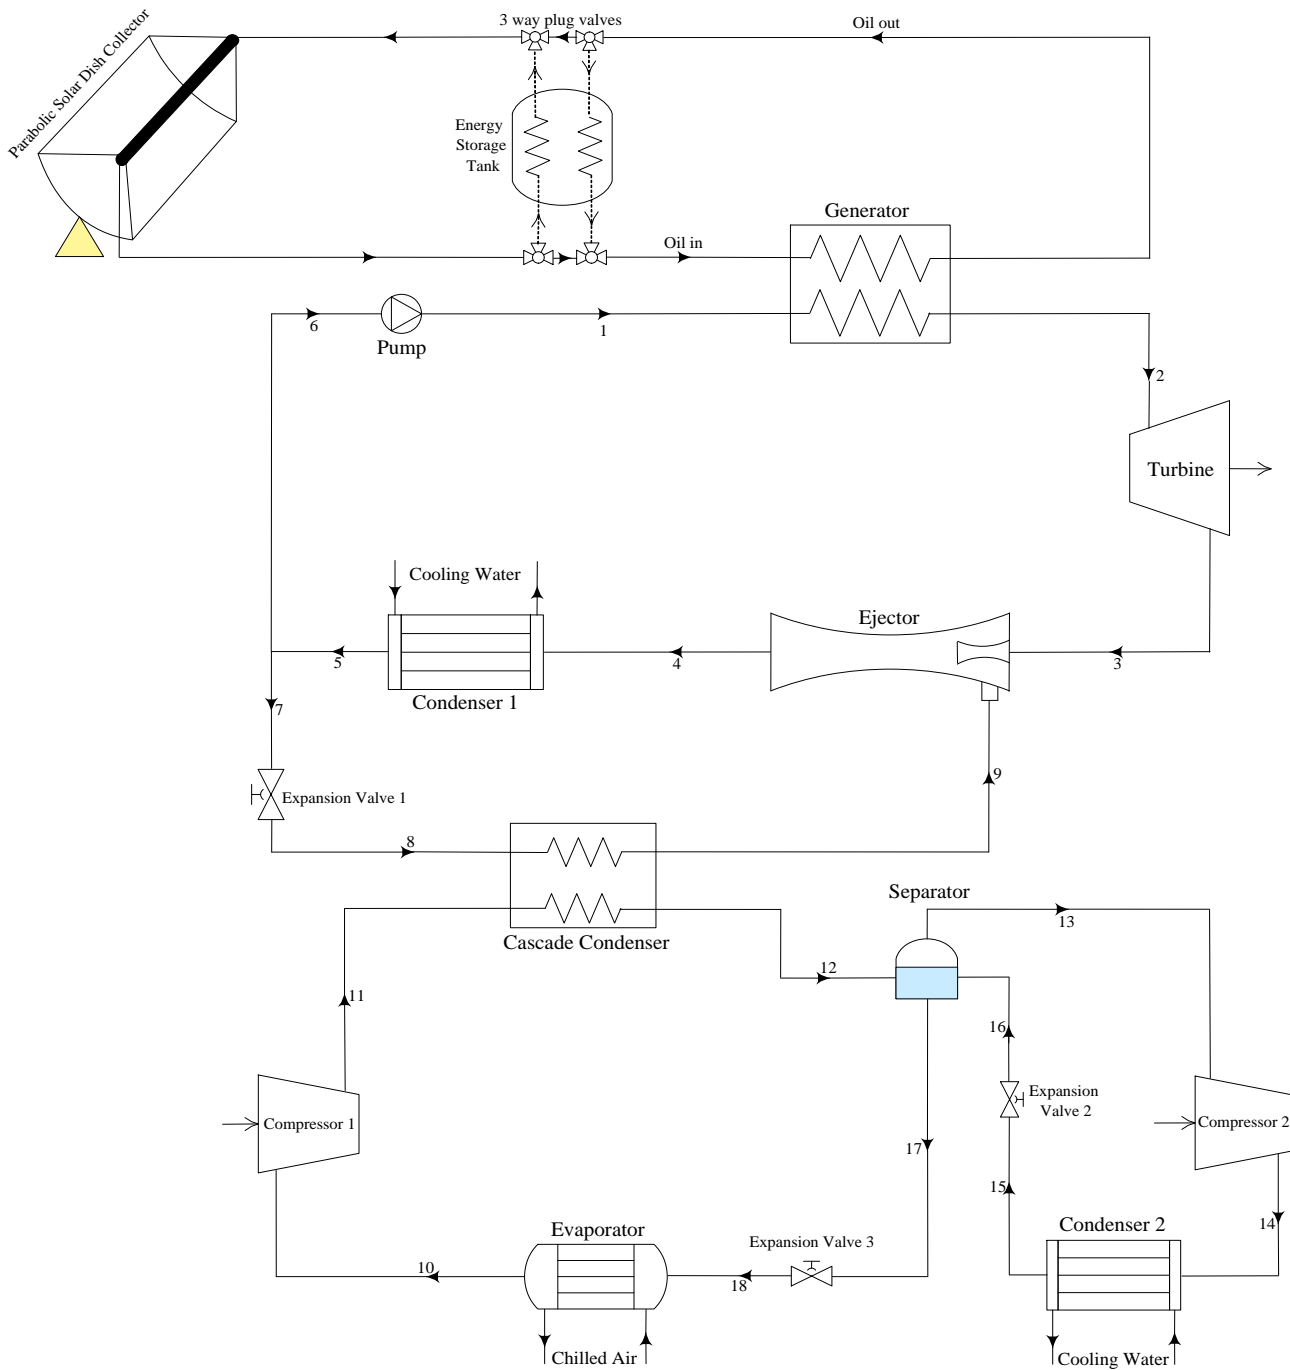 3 way plug valves
Oil out
Parabolic Solar Dish Collector
Energy
Storage
Tank
Generator
Oil in
6
1
Pump
2
Turbine
Cooling Water
Ejector
5
4
3
Condenser 1
7
9
Expansion Valve 1
8
Separator
13
Cascade Condenser
12
11
16
Expansion
Valve 2
Compressor 1
Compressor 2
17
15
14
Evaporator
Condenser 2
Expansion Valve 3
10
18
Chilled Air
Cooling Water